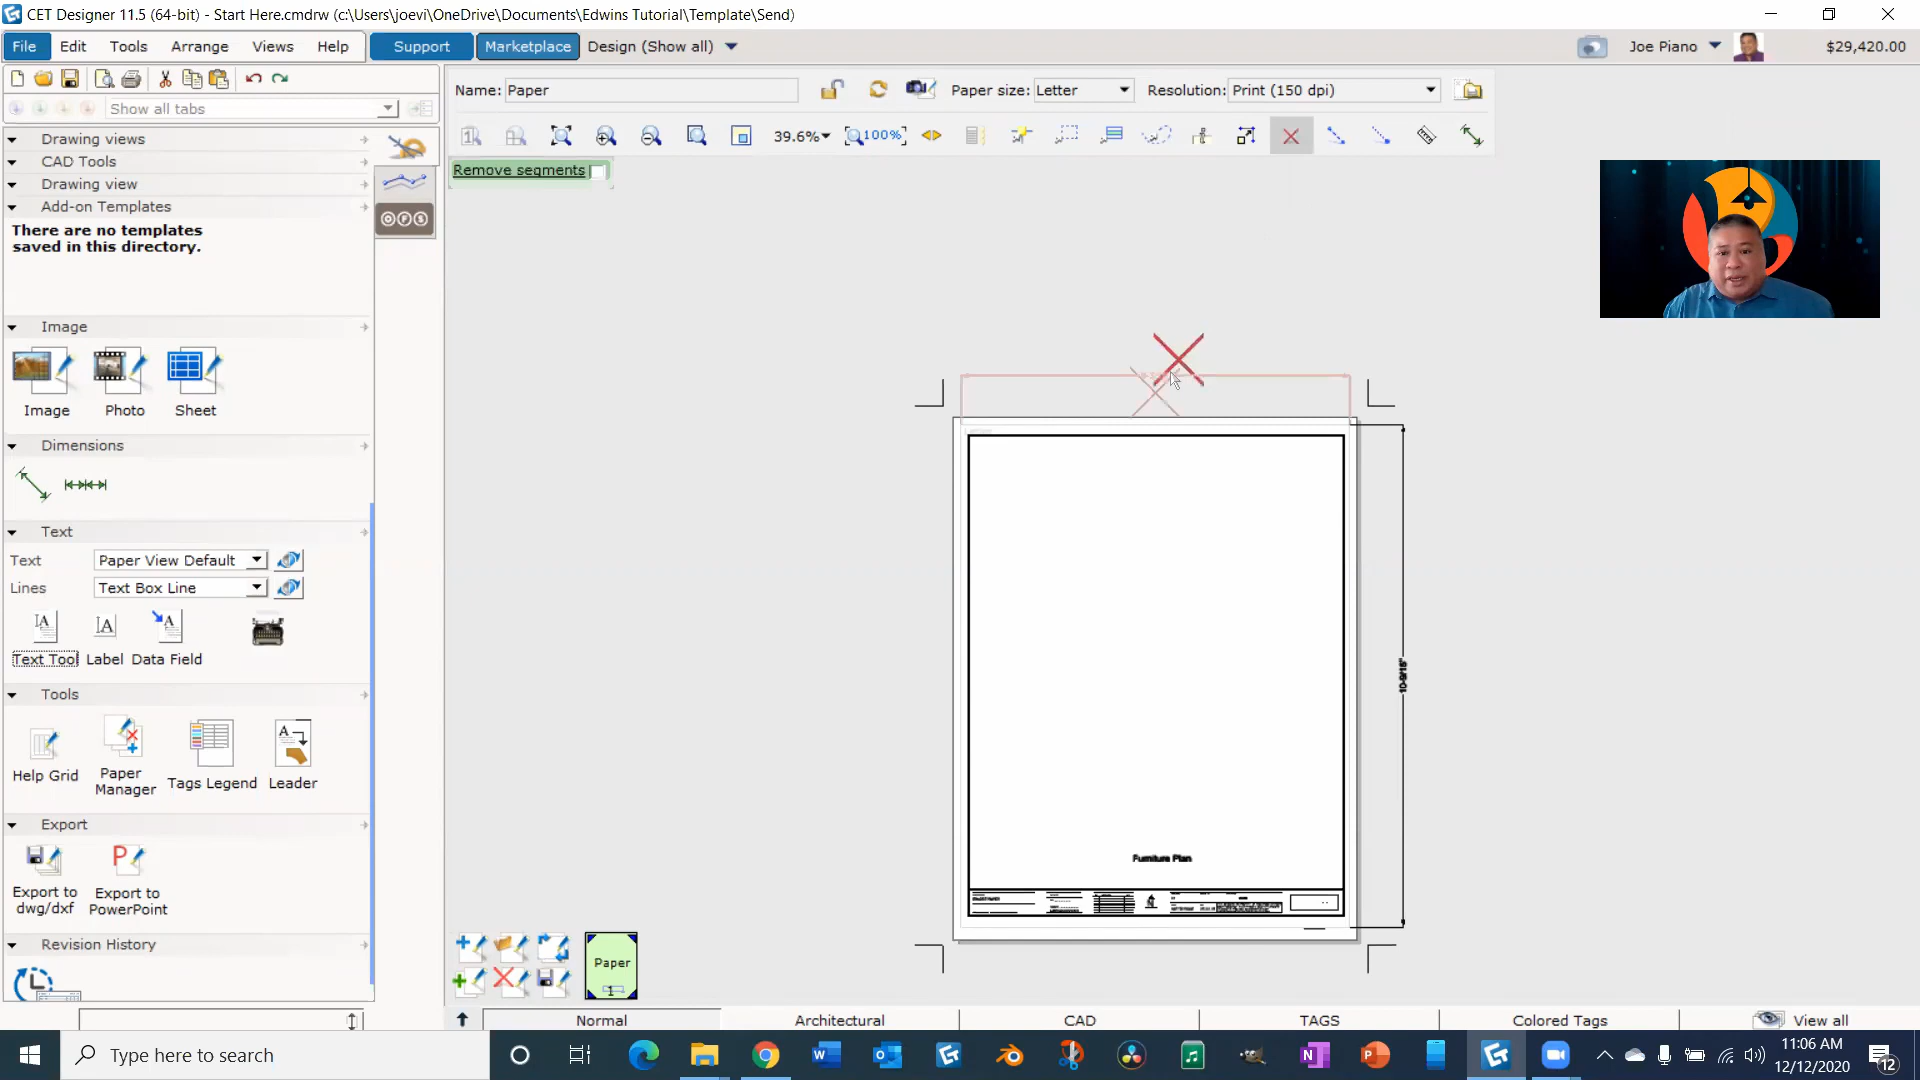 CET Designer 11.5 (64-bit) - Start Here.cmdrw (c:\Users\joevi\OneDrive\Documents\Edwins Tutorial\Template\Send)
File Edit Tools Arrange Views Help Support Marketplace Design (Show all) Joe Piano $29,420.00
Show all tabs
Name: Paper Paper size: Letter Resolution: Print (150 dpi)
39.6% 100%
Remove segments
Drawing views
CAD Tools
Drawing view
Add-on Templates
There are no templates
saved in this directory.
OFS
Image
Image Photo Sheet
Dimensions
Text
Text Paper View Default
Lines Text Box Line
Text Tool Label Data Field
Tools
Help Grid Paper Manager Tags Legend Leader
Export
Export to dwg/dxf Export to PowerPoint
Revision History
Furniture Plan
Paper
1
Normal Architectural CAD TAGS Colored Tags View all
Type here to search
11:06 AM
12/12/2020
12